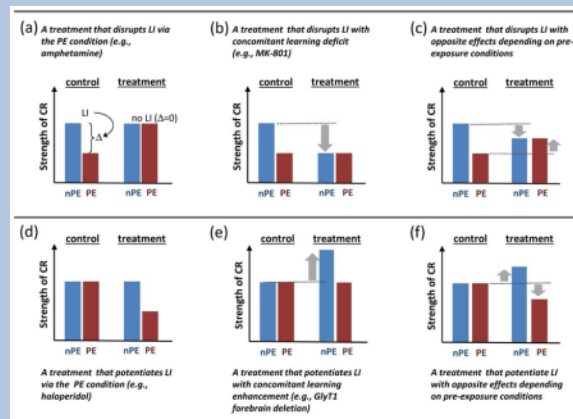 (a) A treatment that disrupts LI via
the PE condition (e.g.,
amphetamine)
control treatment
LI
Δ
no LI (Δ=0)
Strength of CR
nPE PE nPE PE
(b) A treatment that disrupts LI with
concomitant learning deficit
(e.g., MK-801)
control treatment
Strength of CR
nPE PE nPE PE
(c) A treatment that disrupts LI with
opposite effects depending on pre-
exposure conditions
control treatment
Strength of CR
nPE PE nPE PE
(d)
control treatment
Strength of CR
nPE PE nPE PE
A treatment that potentiates LI
via the PE condition (e.g.,
haloperidol)
(e)
control treatment
Strength of CR
nPE PE nPE PE
A treatment that potentiates LI
with concomitant learning
enhancement (e.g., GlyT1
forebrain deletion)
(f)
control treatment
Strength of CR
nPE PE nPE PE
A treatment that potentiate LI
with opposite effects depending
on pre-exposure conditions